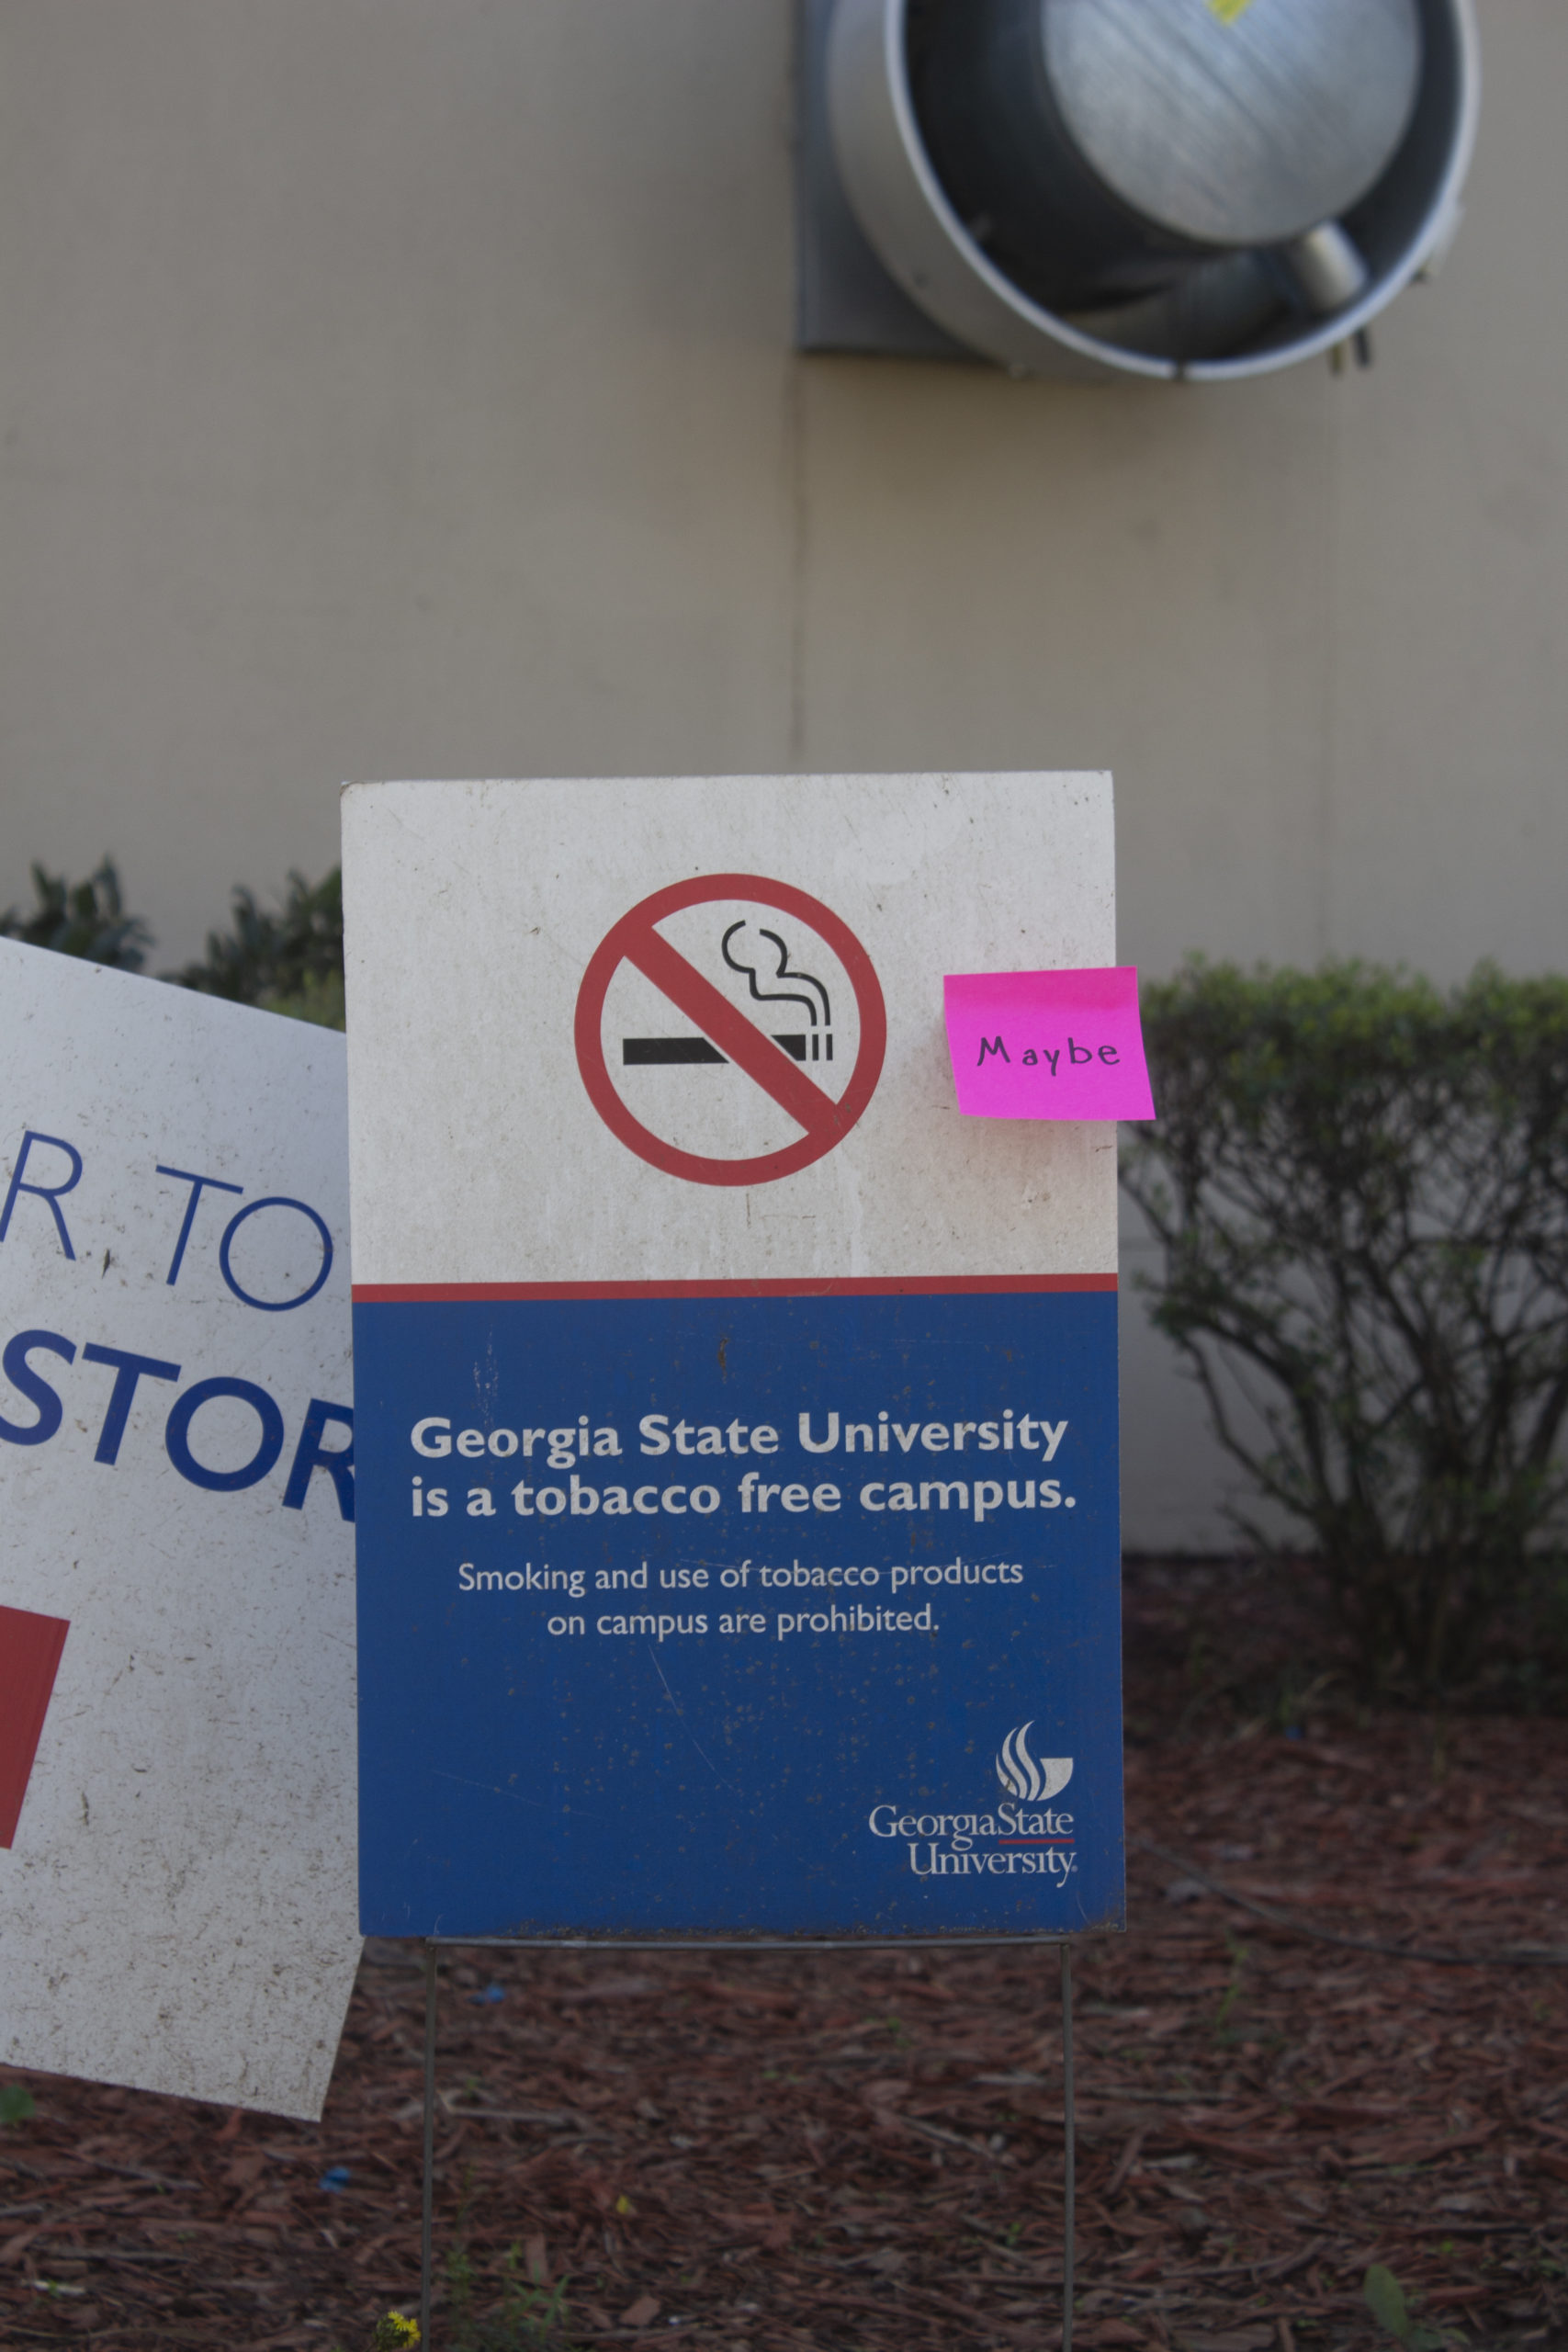 Maybe
R TO
STOR
Georgia State University
is a tobacco free campus.
Smoking and use of tobacco products
on campus are prohibited.
GeorgiaState
University